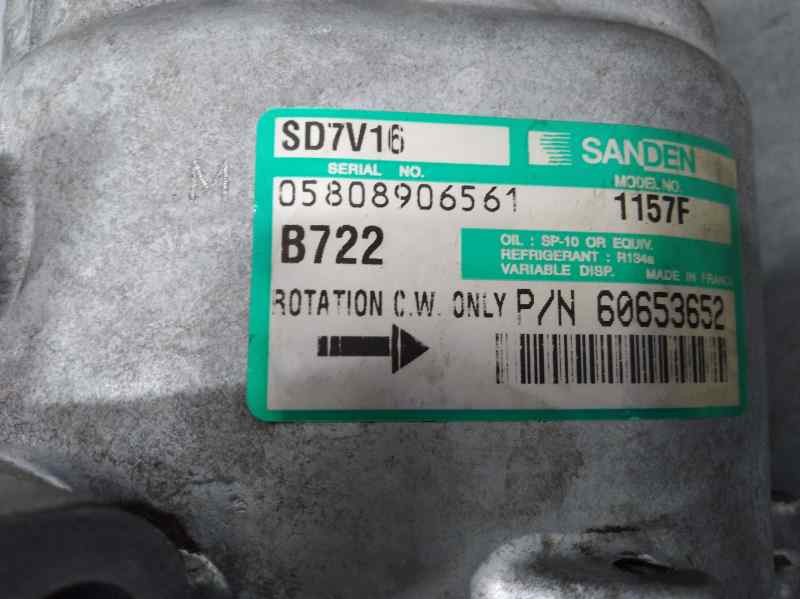 SD7V16
SANDEN
SERIAL NO.
MODEL NO.
05808906561
1157F
M
B722
OIL : SP-10 OR EQUIV.
REFRIGERANT : R134a
VARIABLE DISP. MADE IN FRANCE
ROTATION C.W. ONLY P/N 60653652